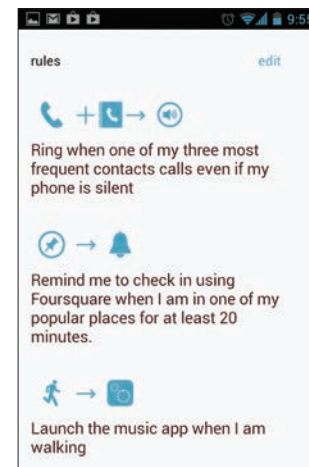 9:55
rules
edit
Ring when one of my three most
frequent contacts calls even if my
phone is silent
Remind me to check in using
Foursquare when I am in one of my
popular places for at least 20
minutes.
Launch the music app when I am
walking